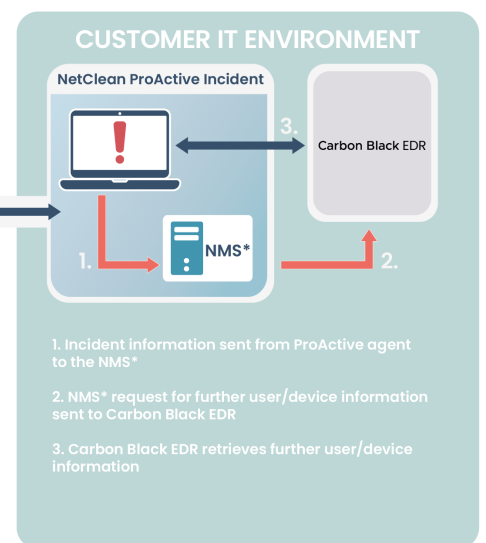 CUSTOMER IT ENVIRONMENT
NetClean ProActive Incident
!
3.
Carbon Black EDR
1.
NMS*
2.
1. Incident information sent from ProActive agent
to the NMS*
2. NMS* request for further user/device information
sent to Carbon Black EDR
3. Carbon Black EDR retrieves further user/device
information